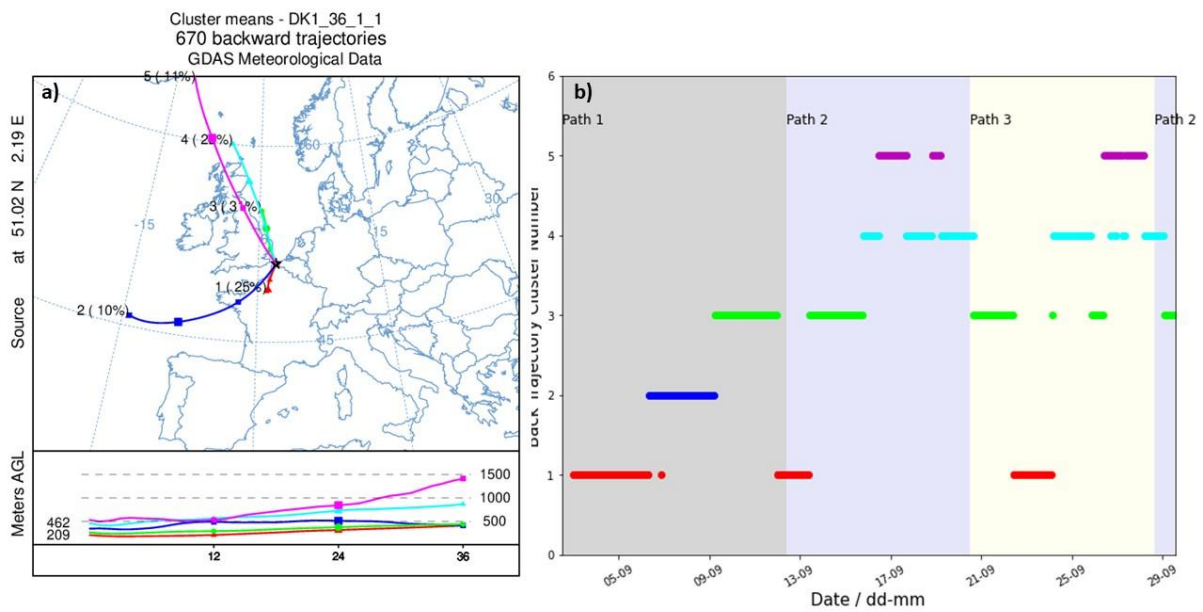 Cluster means - DK1_36_1_1
670 backward trajectories
GDAS Meteorological Data
a)
5 ( 11%)
4 ( 2 %)
60
3 ( 31%)
30
-15
15
1 ( 25%)
2 ( 10%)
45
Source at 51.02 N 2.19 E
Meters AGL
1500
1000
500
462
209
12 24 36
b)
Path 1 Path 2 Path 3 Path 2
6
5
4
3
2
1
0
Back Trajectory Cluster Number
05-09 09-09 13-09 17-09 21-09 25-09 29-09
Date / dd-mm